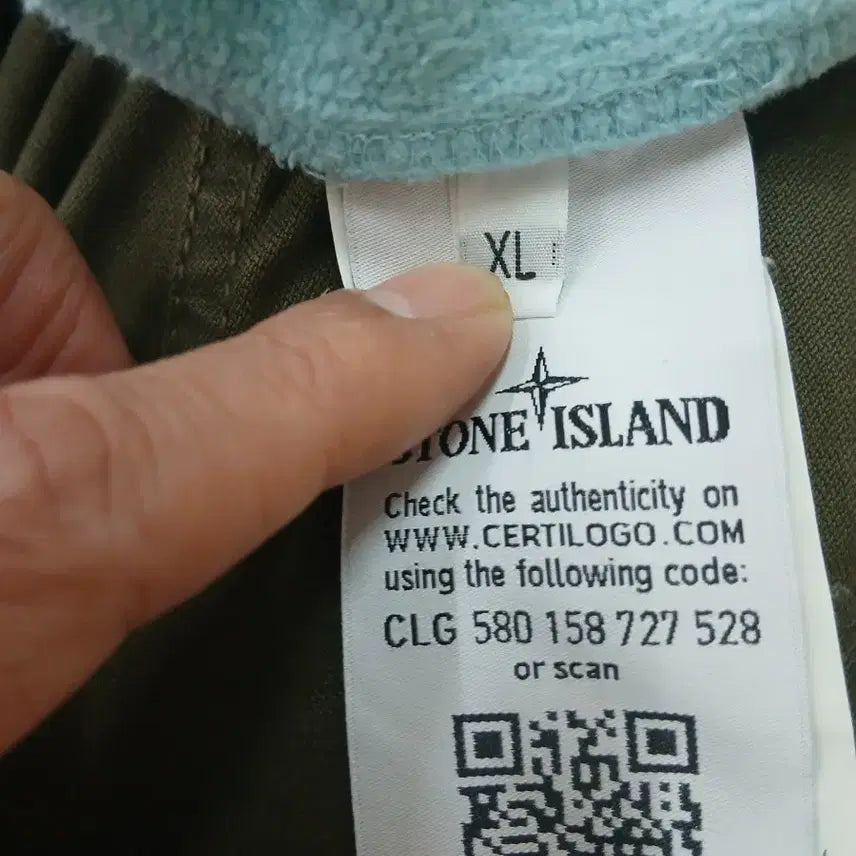 XL
STONE ISLAND
Check the authenticity on
WWW.CERTILOGO.COM
using the following code:
CLG 580 158 727 528
or scan